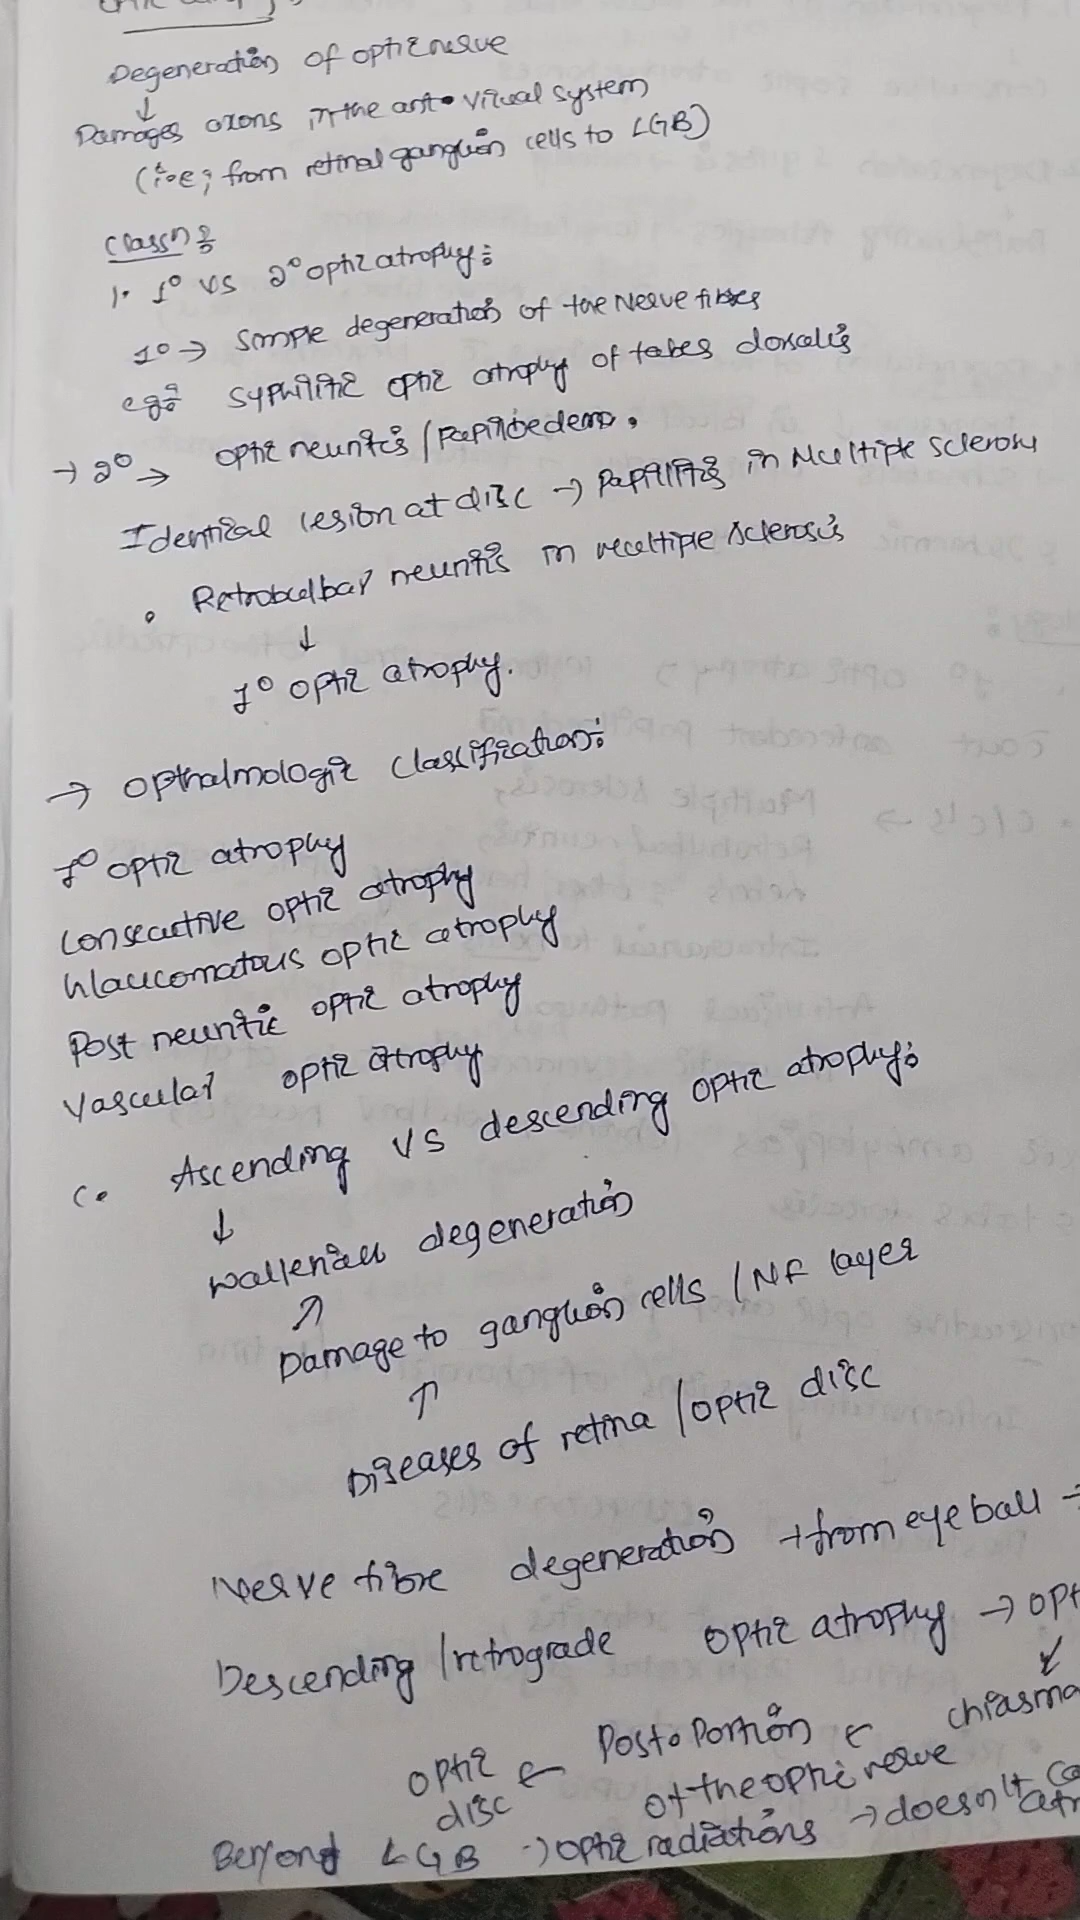 Degeneration of optic nerve
↓
Damages axons in the ant. visual system
(i.e; from retinal ganglion cells to LGB)
Classn:
1. 1° vs 2° optic atrophy:
1° → Simple degeneration of the Nerve fibres
eg: syphilitic optic atrophy of tabes dorsalis
→ 2° → optic neuritis / Papilloedema.
Identical lesion at disc → Papillitis in Multiple sclerosis
• Retrobulbar neuritis in multiple sclerosis
↓
1° optic atrophy.
→ Opthalmologic classification:
1° optic atrophy
Consecutive optic atrophy
Glaucomatous optic atrophy
Post neuritic optic atrophy
Vascular optic atrophy
C. Ascending vs descending optic atrophy:
↓
Wallerian degeneration
↑
Damage to ganglion cells / NF layer
↑
Diseases of retina / optic disc
Nerve fibre degeneration + from eye ball →
Descending / retrograde optic atrophy → opt
↙
optic disc ← Post. Portion of the optic nerve ← chiasma
Beyond LGB → optic radiations → doesn't